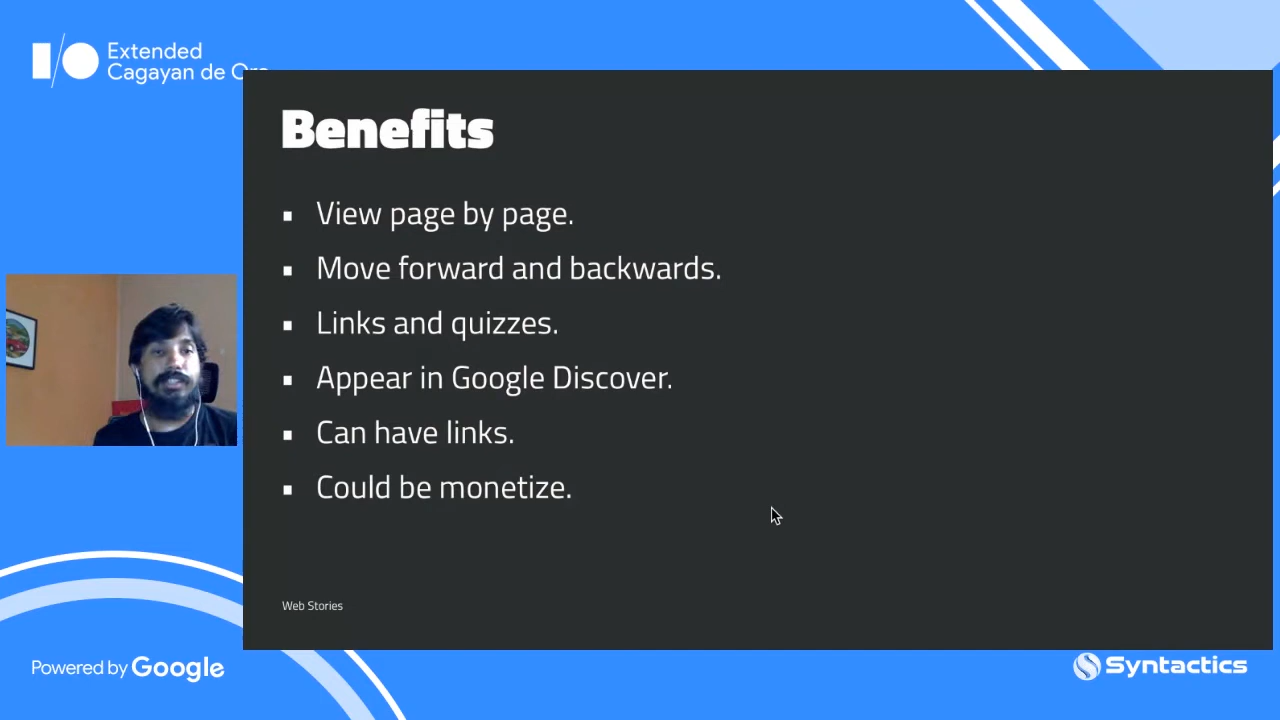 Extended
Cagayan de Oro
Benefits
▪ View page by page.
▪ Move forward and backwards.
▪ Links and quizzes.
▪ Appear in Google Discover.
▪ Can have links.
▪ Could be monetize.
Web Stories
Powered by Google
Syntactics